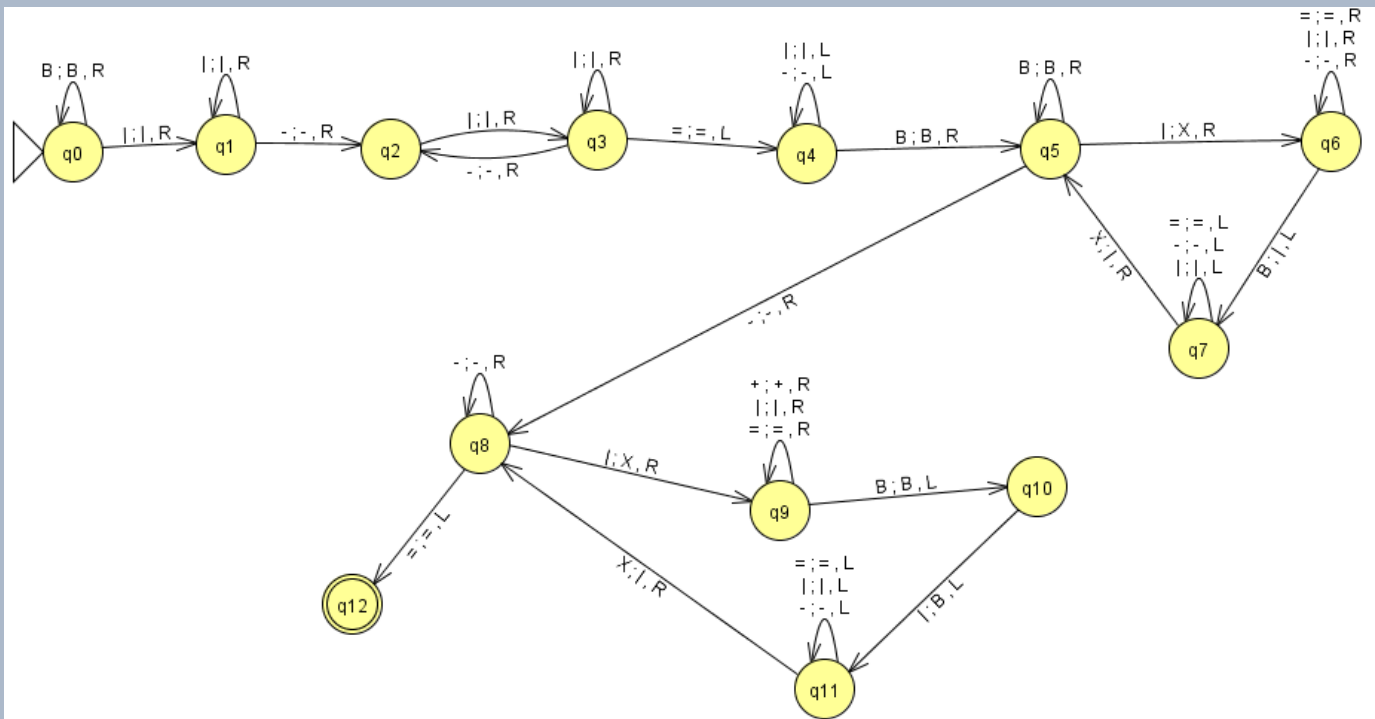 = ; = , R
| ; | , R
- ; - , R
B ; B , R
| ; | , R
| ; | , R
| ; | , L
- ; - , L
B ; B , R
q0
| ; | , R
q1
- ; - , R
q2
| ; | , R
- ; - , R
q3
= ; = , L
q4
B ; B , R
q5
| ; X , R
q6
= ; = , L
- ; - , L
| ; | , L
X ; | , R
B ; | , L
q7
- ; - , R
- ; - , R
q8
+ ; + , R
| ; | , R
= ; = , R
| ; X , R
q9
B ; B , L
q10
= ; = , L
X ; | , R
= ; = , L
| ; | , L
- ; - , L
| ; B , L
q12
q11